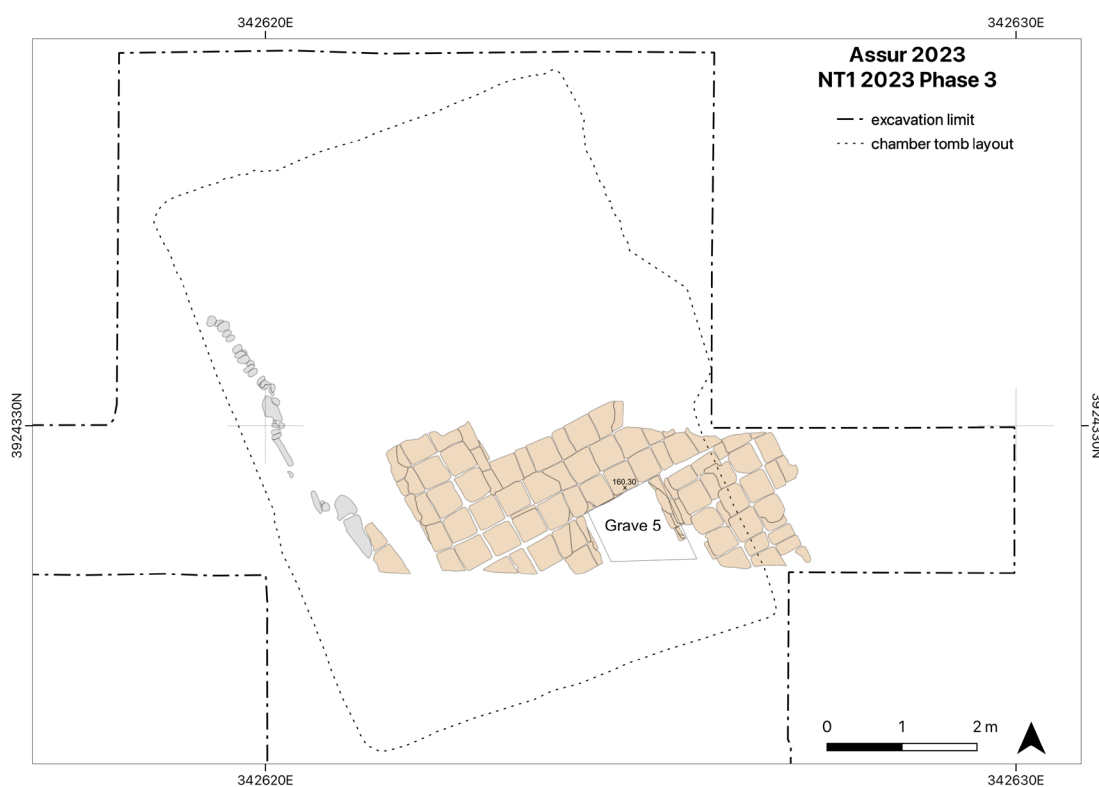 342620E
342630E
Assur 2023
NT1 2023 Phase 3
excavation limit
chamber tomb layout
3924330N
3924330N
160.30
Grave 5
0 1 2 m
342620E
342630E